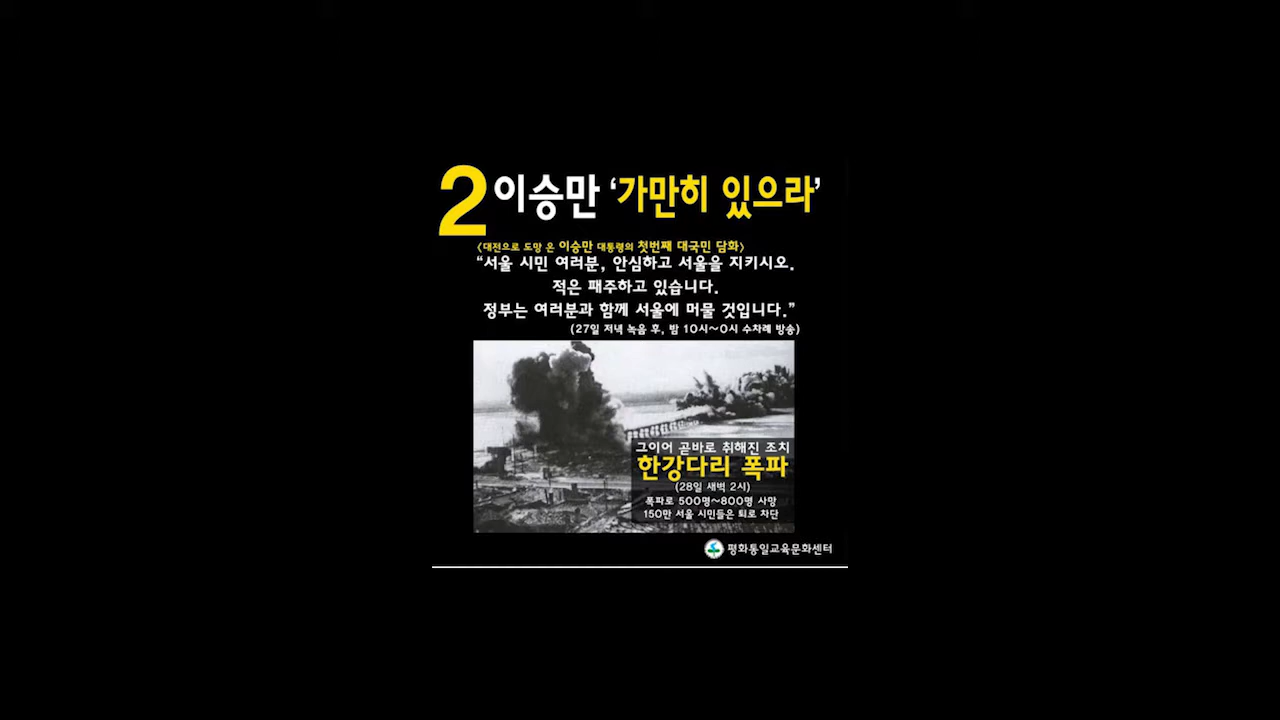 2 이승만 ‘가만히 있으라’
<대전으로 도망 온 이승만 대통령의 첫번째 대국민 담화>
“서울 시민 여러분, 안심하고 서울을 지키시오.
적은 패주하고 있습니다.
정부는 여러분과 함께 서울에 머물 것입니다.”
(27일 저녁 녹음 후, 밤 10시~0시 수차례 방송)
그이어 곧바로 취해진 조치
한강다리 폭파
(28일 새벽 2시)
폭파로 500명~800명 사망
150만 서울 시민들은 퇴로 차단
평화통일교육문화센터